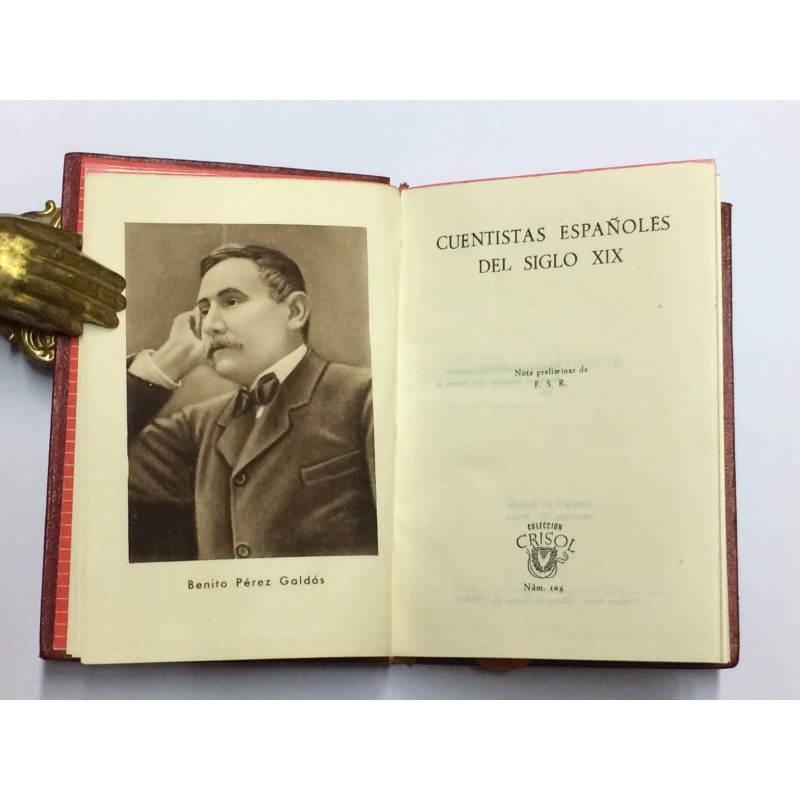 Benito Pérez Galdós
CUENTISTAS ESPAÑOLES
DEL SIGLO XIX
Nota preliminar de
F. S. R.
COLECCION
CRISOL
Núm. 105